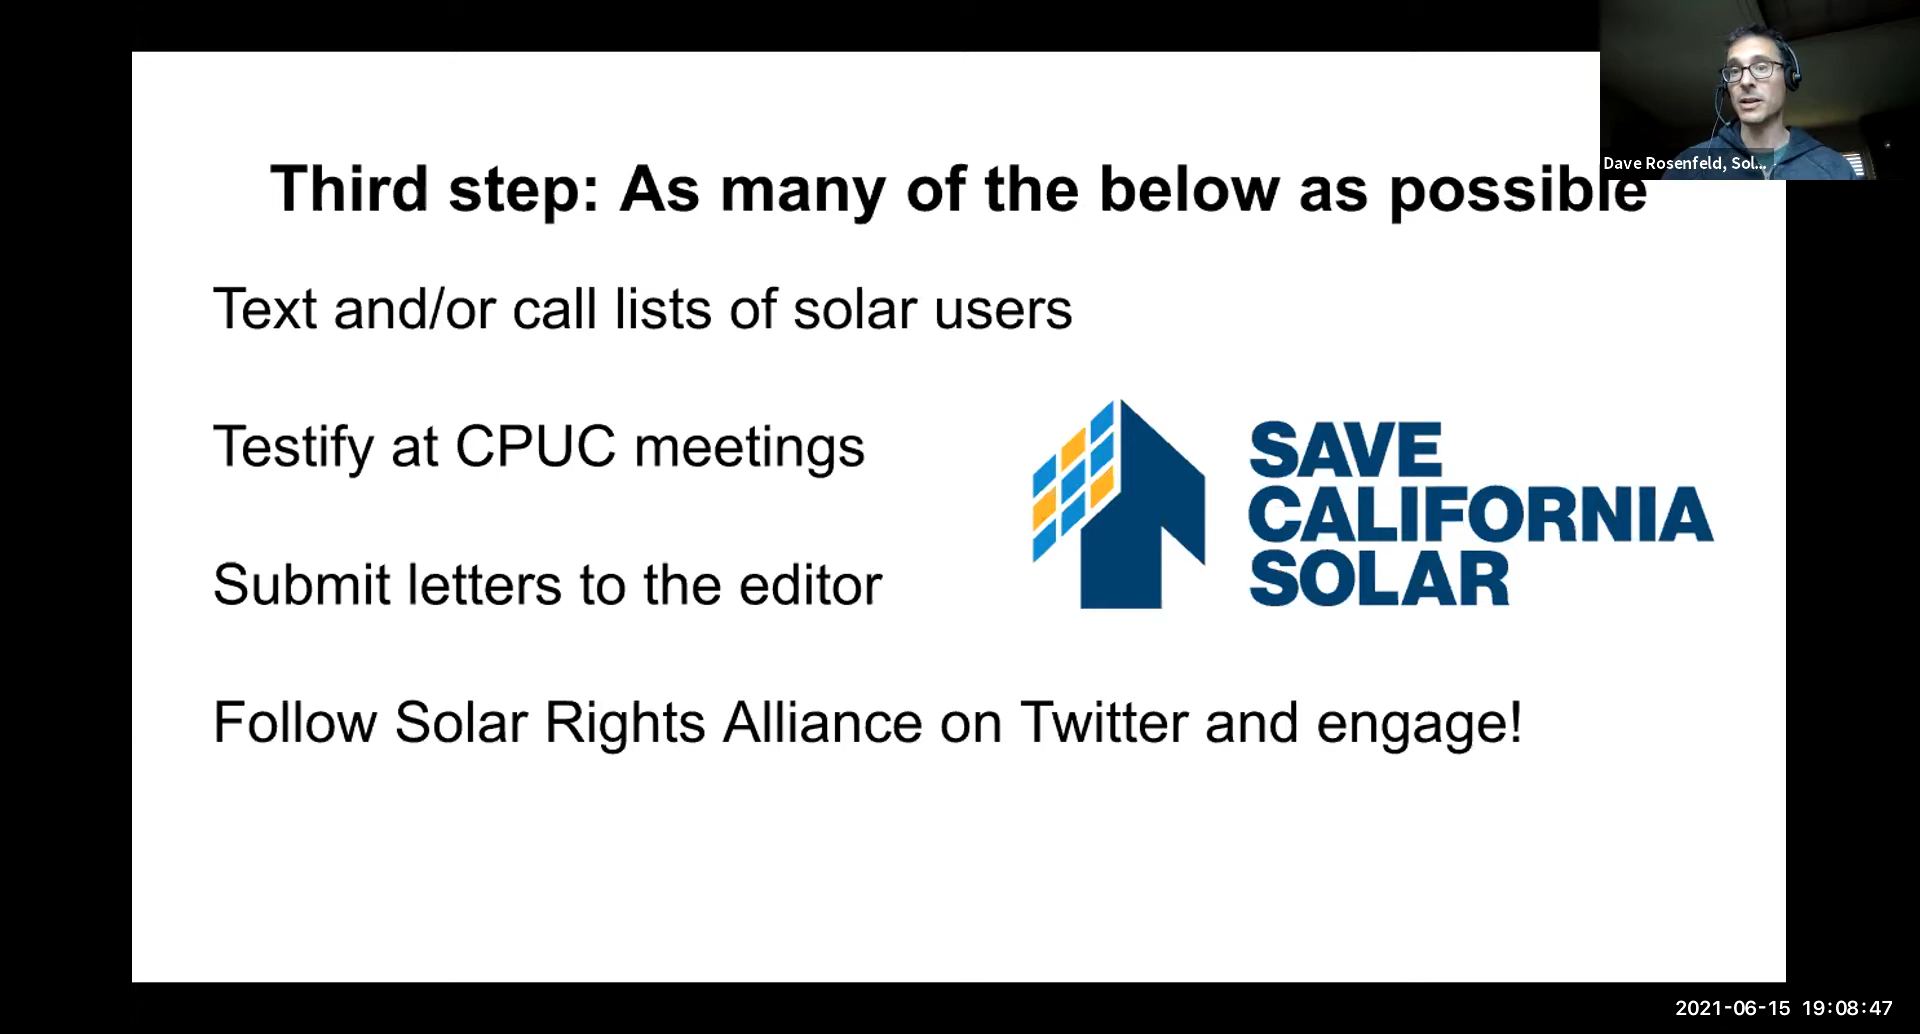 Third step: As many of the below as possible
Text and/or call lists of solar users
Testify at CPUC meetings
Submit letters to the editor
Follow Solar Rights Alliance on Twitter and engage!
SAVE
CALIFORNIA
SOLAR
Dave Rosenfeld, Sol...
2021-06-15 19:08:47